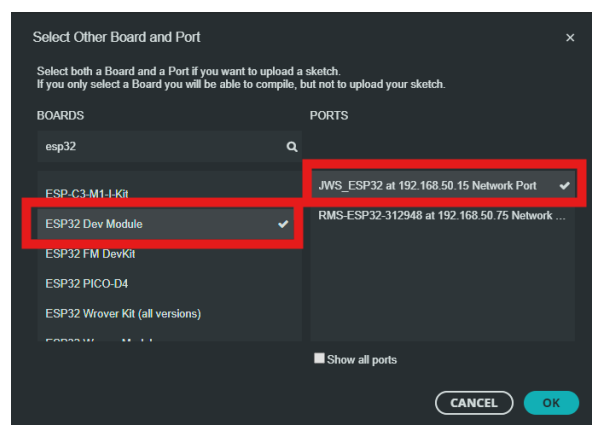 Select Other Board and Port
Select both a Board and a Port if you want to upload a sketch.
If you only select a Board you will be able to compile, but not to upload your sketch.
BOARDS
PORTS
esp32
ESP-C3-M1-I-Kit
ESP32 Dev Module
ESP32 FM DevKit
ESP32 PICO-D4
ESP32 Wrover Kit (all versions)
JWS_ESP32 at 192.168.50.15 Network Port
RMS-ESP32-312948 at 192.168.50.75 Network ...
Show all ports
CANCEL
OK